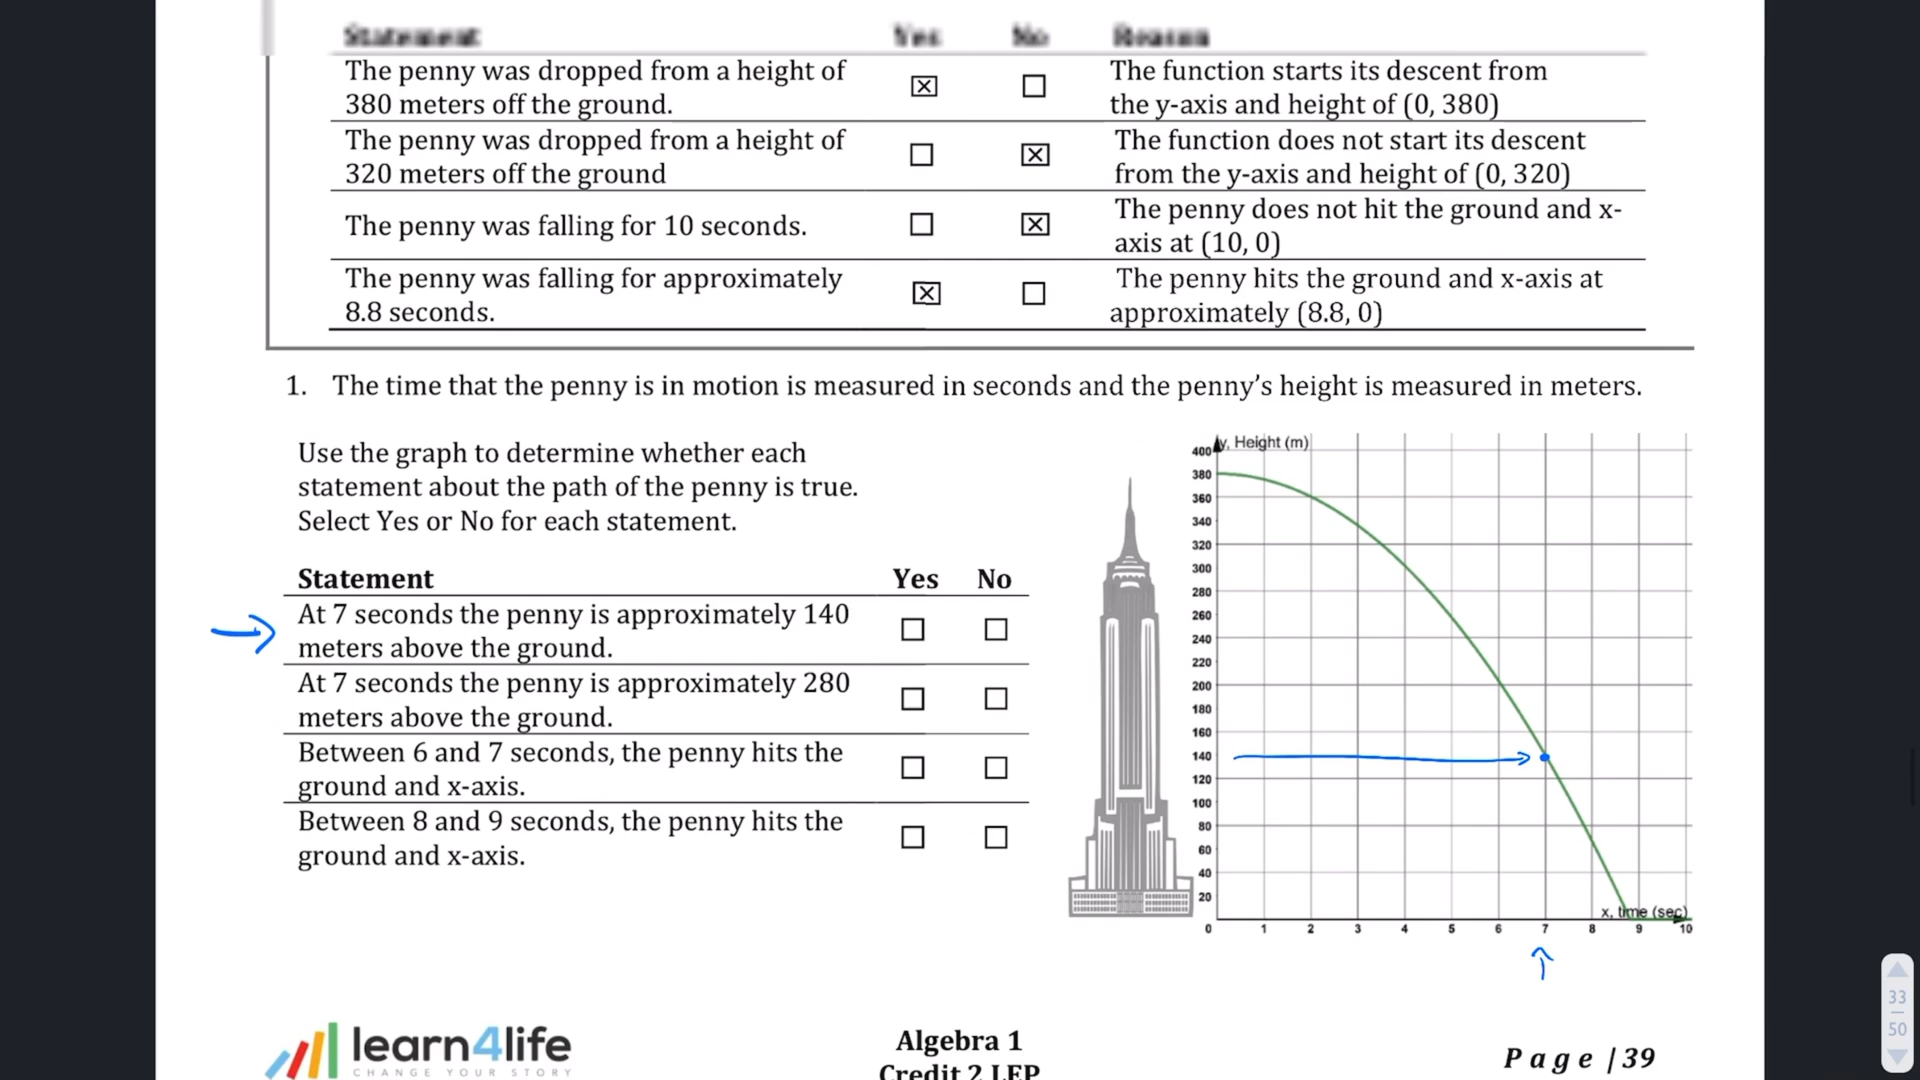 Statement Yes No Reason
The penny was dropped from a height of
380 meters off the ground.
The function starts its descent from
the y-axis and height of (0, 380)
The penny was dropped from a height of
320 meters off the ground
The function does not start its descent
from the y-axis and height of (0, 320)
The penny was falling for 10 seconds.
The penny does not hit the ground and x-
axis at (10, 0)
The penny was falling for approximately
8.8 seconds.
The penny hits the ground and x-axis at
approximately (8.8, 0)
1. The time that the penny is in motion is measured in seconds and the penny’s height is measured in meters.
Use the graph to determine whether each
statement about the path of the penny is true.
Select Yes or No for each statement.
Statement Yes No
At 7 seconds the penny is approximately 140
meters above the ground.
At 7 seconds the penny is approximately 280
meters above the ground.
Between 6 and 7 seconds, the penny hits the
ground and x-axis.
Between 8 and 9 seconds, the penny hits the
ground and x-axis.
y, Height (m)
400
380
360
340
320
300
280
260
240
220
200
180
160
140
120
100
80
60
40
20
x, time (sec)
0 1 2 3 4 5 6 7 8 9 10
learn4life
CHANGE YOUR STORY
Algebra 1
Credit 2 LEP
Page | 39
33
50